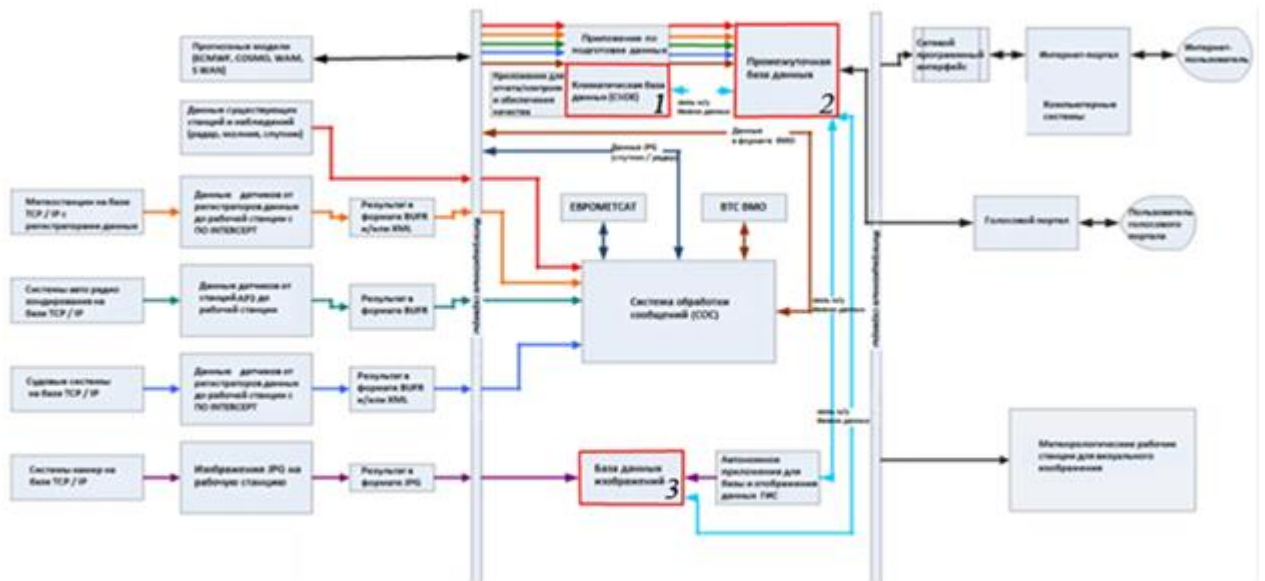 Прогнозные модели
(ECMWF, COSMO, WAM,
S WAN)
Данные существующих
станций и наблюдений
(радар, молния, спутник)
Метеостанции на базе
TCP / IP с
регистраторами данных
Данные датчиков от
регистраторов данных
до рабочей станции с
ПО INTERCEPT
Результат в
формате BUFR
и/или XML
Системы авто радио
зондирования на
базе TCP / IP
Данные датчиков от
станций АРЗ до
рабочей станции
Результат в
формате BUFR
Судовые системы
на базе TCP / IP
Данные датчиков от
регистраторов данных
до рабочей станции с
ПО INTERCEPT
Результат в
формате BUFR
и/или XML
Системы камер на
базе TCP / IP
Изображения JPG на
рабочую станцию
Результат в
формате JPG
Приложение по
подготовке данных
Приложения для
и обеспечения
качества
Климатическая база
данных
1
Промежуточная
база данных
2
Данные
в формате ВМО
Данные JPG
(спутник / радар)
ЕВРОМЕТСАТ
ВТС ВМО
Система обработки
сообщений (СОС)
База данных
изображений
3
Автономное
приложение для
базы и отображения
данных ГИС
Интеграционные серверы
Сетевой
программный
интерфейс
Интернет-портал
Компьютерные
системы
Интернет-
пользователь
Голосовой портал
Пользователь
голосового
портала
Метеорологические рабочие
станции для визуального
изображения